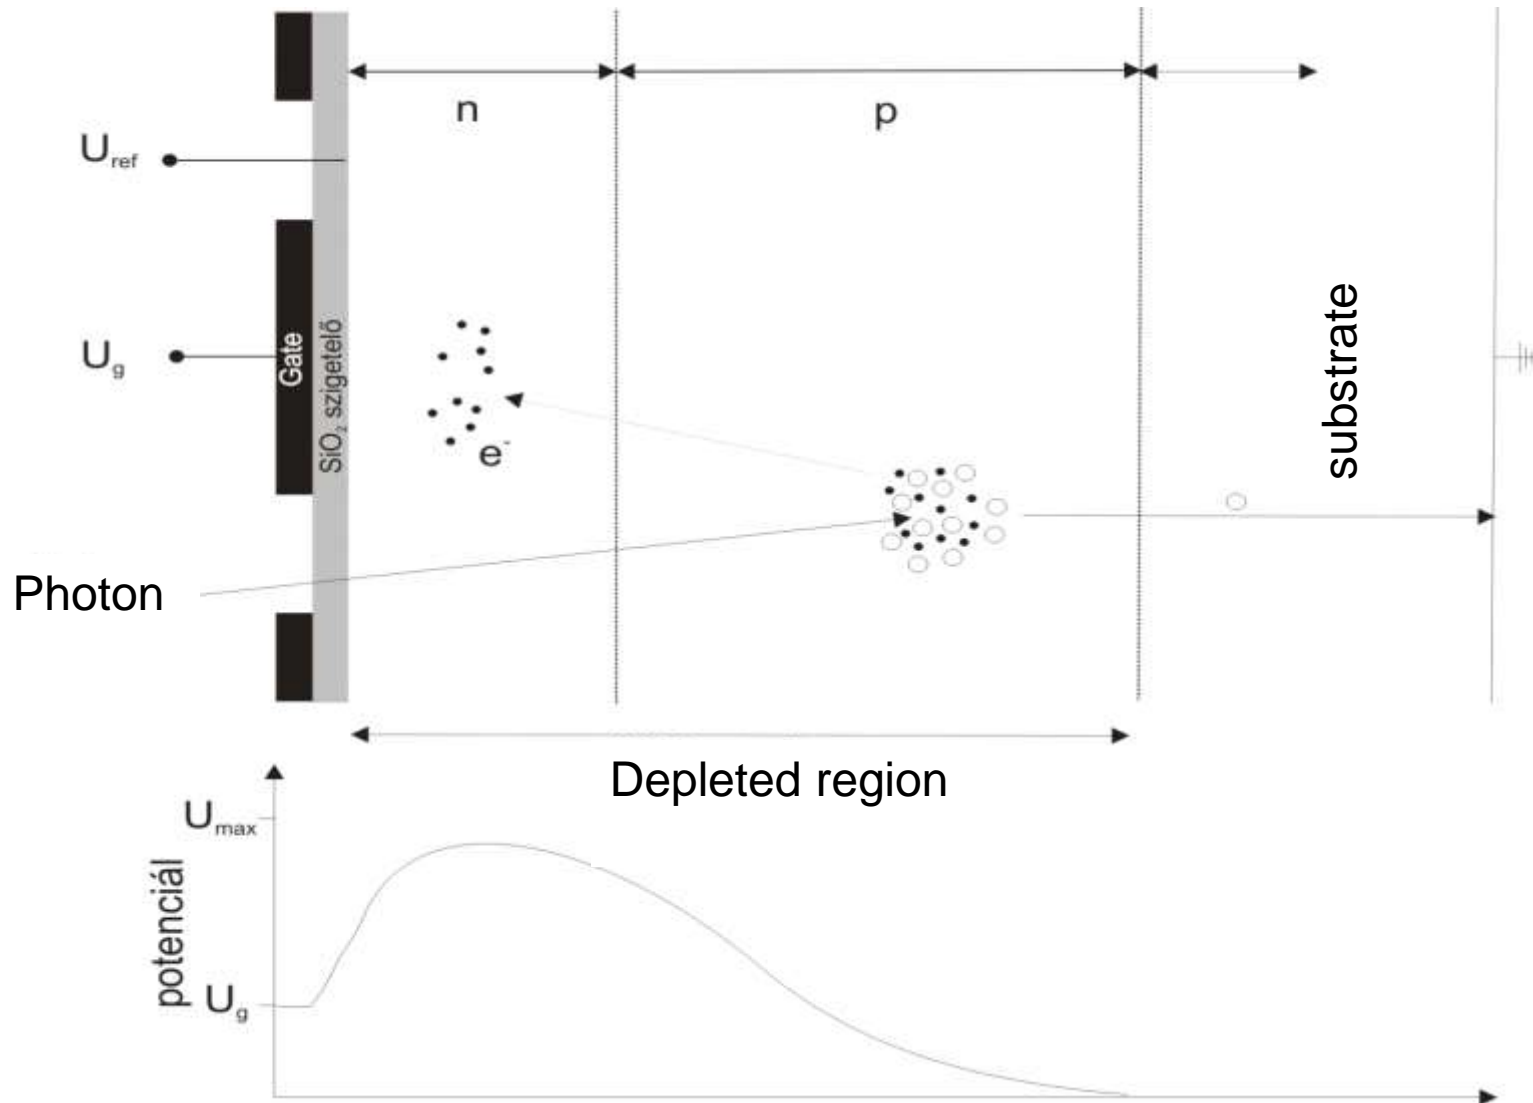 n
p
U_ref
U_g
Gate
SiO₂ szigetelő
substrate
e⁻
Photon
Depleted region
U_max
potenciál
U_g